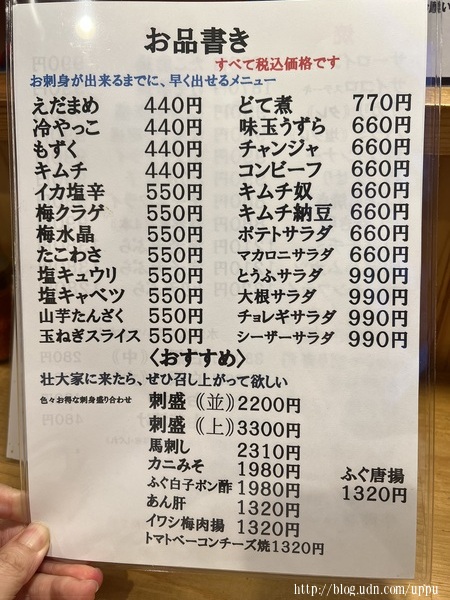 お品書き
すべて税込価格です
お刺身が出来るまでに、早く出せるメニュー
えだまめ 440円
冷やっこ 440円
もずく 440円
キムチ 440円
イカ塩辛 550円
梅クラゲ 550円
梅水晶 550円
たこわさ 550円
塩キュウリ 550円
塩キャベツ 550円
山芋たんざく 550円
玉ねぎスライス 550円
どて煮 770円
味玉うずら 660円
チャンジャ 660円
コンビーフ 660円
キムチ奴 660円
キムチ納豆 660円
ポテトサラダ 660円
マカロニサラダ 660円
とうふサラダ 990円
大根サラダ 990円
チョレギサラダ 990円
シーザーサラダ 990円
〈おすすめ〉
壮大家に来たら、ぜひ召し上がって欲しい
色々お得な刺身盛り合わせ
刺盛 ⸨並⸩ 2200円
刺盛 ⸨上⸩ 3300円
馬刺し 2310円
カニみそ 1980円
ふぐ白子ポン酢 1980円
あん肝 1320円
イワシ梅肉揚 1320円
トマトベーコンチーズ焼 1320円
ふぐ唐揚
1320円
http://blog.udn.com/uppu